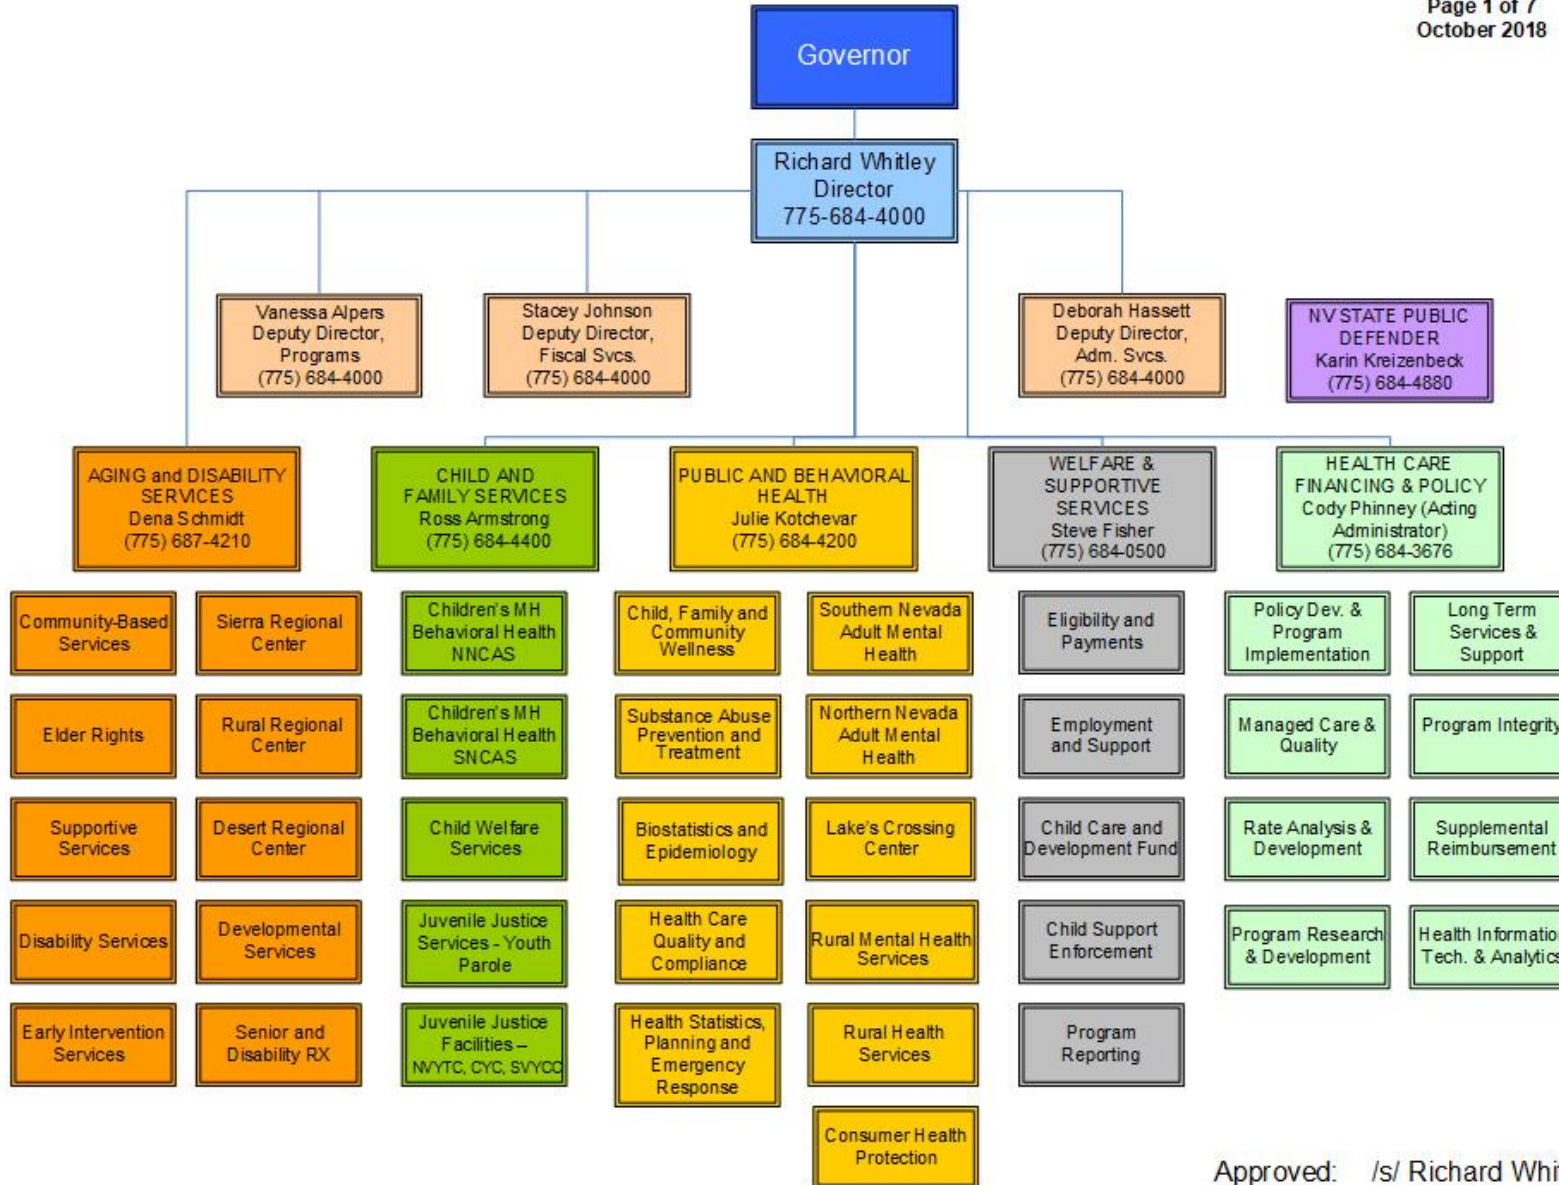 Page 1 of 7
October 2018
Governor
Richard Whitley
Director
775-684-4000
Vanessa Alpers
Deputy Director,
Programs
(775) 684-4000
Stacey Johnson
Deputy Director,
Fiscal Svcs.
(775) 684-4000
Deborah Hassett
Deputy Director,
Adm. Svcs.
(775) 684-4000
NV STATE PUBLIC
DEFENDER
Karin Kreizenbeck
(775) 684-4880
AGING and DISABILITY
SERVICES
Dena Schmidt
(775) 687-4210
CHILD AND
FAMILY SERVICES
Ross Armstrong
(775) 684-4400
PUBLIC AND BEHAVIORAL
HEALTH
Julie Kotchevar
(775) 684-4200
WELFARE &
SUPPORTIVE
SERVICES
Steve Fisher
(775) 684-0500
HEALTH CARE
FINANCING & POLICY
Cody Phinney (Acting
Administrator)
(775) 684-3676
Community-Based
Services
Sierra Regional
Center
Children's MH
Behavioral Health
NNCAS
Child, Family and
Community
Wellness
Southern Nevada
Adult Mental
Health
Eligibility and
Payments
Policy Dev. &
Program
Implementation
Long Term
Services &
Support
Elder Rights
Rural Regional
Center
Children's MH
Behavioral Health
SNCAS
Substance Abuse
Prevention and
Treatment
Northern Nevada
Adult Mental
Health
Employment
and Support
Managed Care &
Quality
Program Integrity
Supportive
Services
Desert Regional
Center
Child Welfare
Services
Biostatistics and
Epidemiology
Lake's Crossing
Center
Child Care and
Development Fund
Rate Analysis &
Development
Supplemental
Reimbursement
Disability Services
Developmental
Services
Juvenile Justice
Services - Youth
Parole
Health Care
Quality and
Compliance
Rural Mental Health
Services
Child Support
Enforcement
Program Research
& Development
Health Information
Tech. & Analytics
Early Intervention
Services
Senior and
Disability RX
Juvenile Justice
Facilities –
NVYTC, CYC, SVYCC
Health Statistics,
Planning and
Emergency
Response
Rural Health
Services
Program
Reporting
Consumer Health
Protection
Approved: /s/ Richard Whi